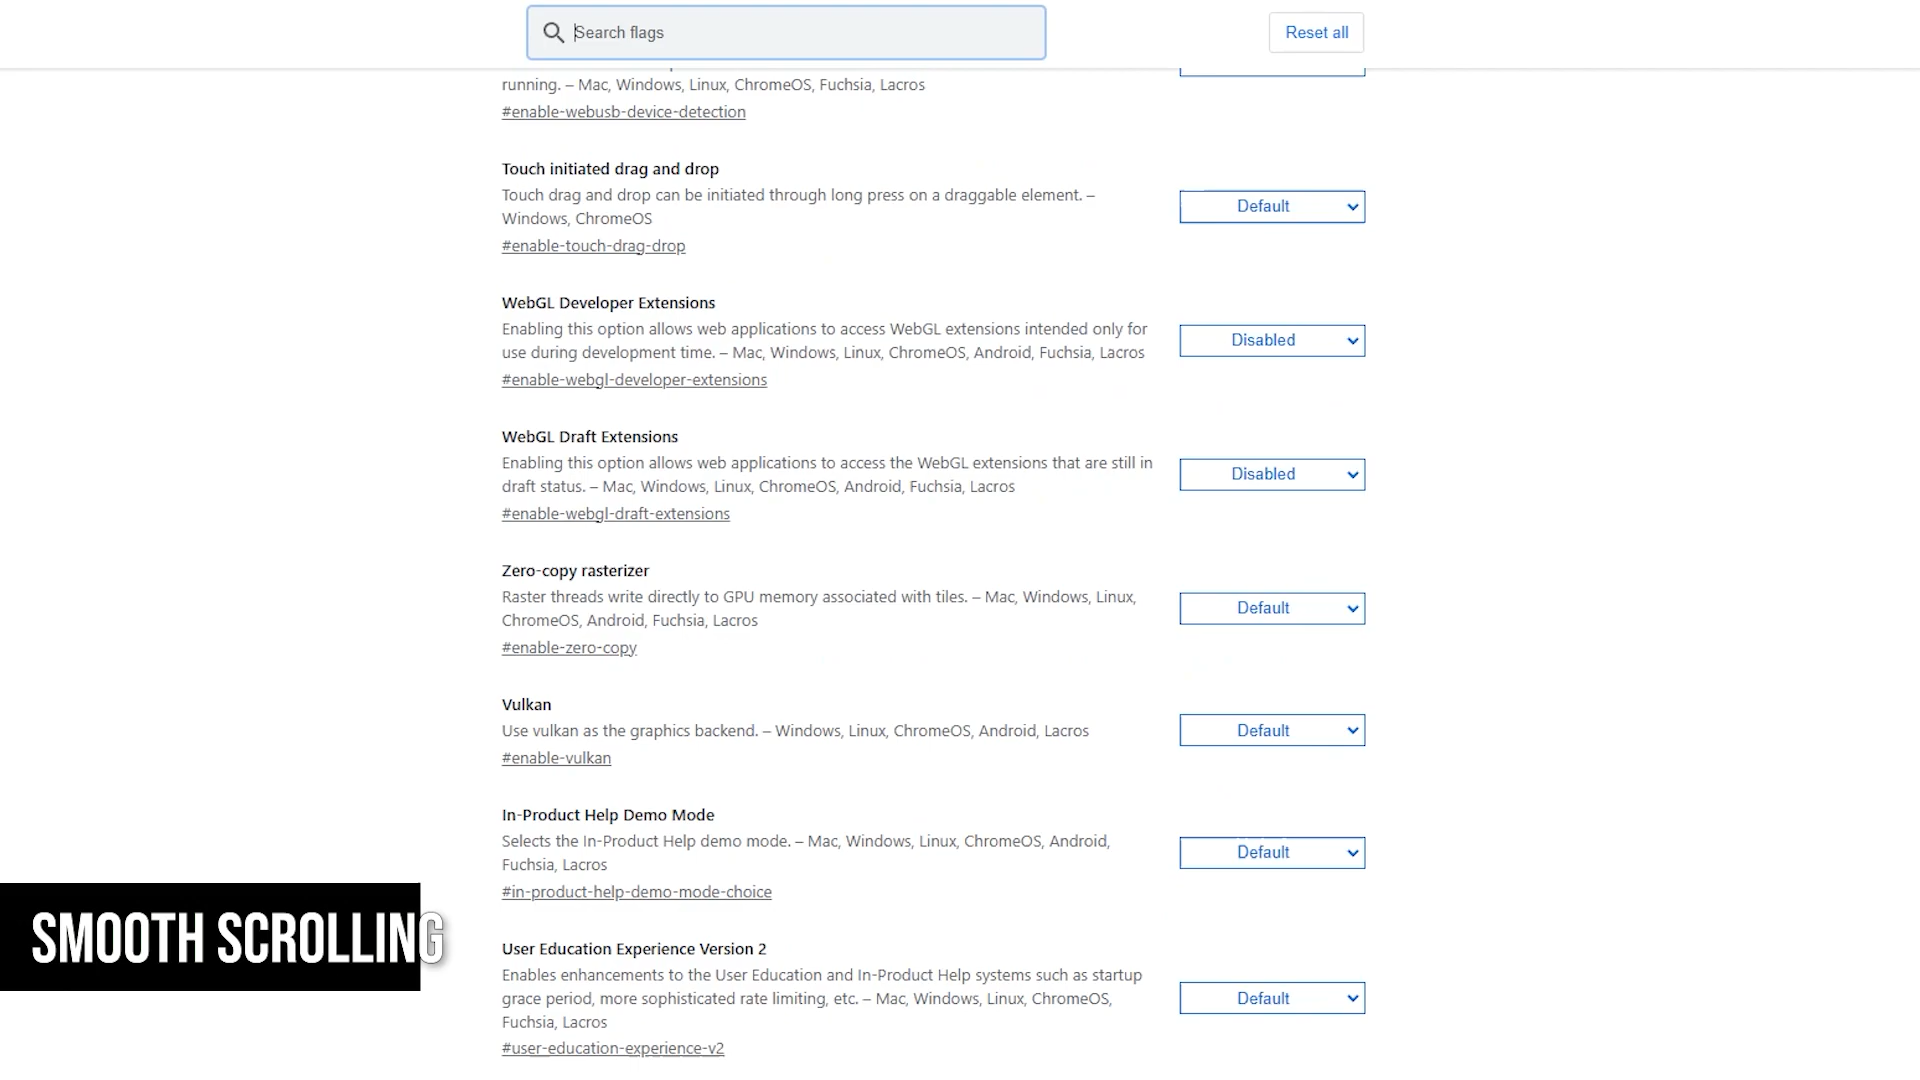 Search flags
Reset all
running. – Mac, Windows, Linux, ChromeOS, Fuchsia, Lacros
#enable-webusb-device-detection
Touch initiated drag and drop
Touch drag and drop can be initiated through long press on a draggable element. –
Windows, ChromeOS
Default
#enable-touch-drag-drop
WebGL Developer Extensions
Enabling this option allows web applications to access WebGL extensions intended only for
use during development time. – Mac, Windows, Linux, ChromeOS, Android, Fuchsia, Lacros
Disabled
#enable-webgl-developer-extensions
WebGL Draft Extensions
Enabling this option allows web applications to access the WebGL extensions that are still in
draft status. – Mac, Windows, Linux, ChromeOS, Android, Fuchsia, Lacros
Disabled
#enable-webgl-draft-extensions
Zero-copy rasterizer
Raster threads write directly to GPU memory associated with tiles. – Mac, Windows, Linux,
ChromeOS, Android, Fuchsia, Lacros
Default
#enable-zero-copy
Vulkan
Use vulkan as the graphics backend. – Windows, Linux, ChromeOS, Android, Lacros
Default
#enable-vulkan
In-Product Help Demo Mode
Selects the In-Product Help demo mode. – Mac, Windows, Linux, ChromeOS, Android,
Fuchsia, Lacros
Default
#in-product-help-demo-mode-choice
SMOOTH SCROLLING
User Education Experience Version 2
Enables enhancements to the User Education and In-Product Help systems such as startup
grace period, more sophisticated rate limiting, etc. – Mac, Windows, Linux, ChromeOS,
Fuchsia, Lacros
Default
#user-education-experience-v2